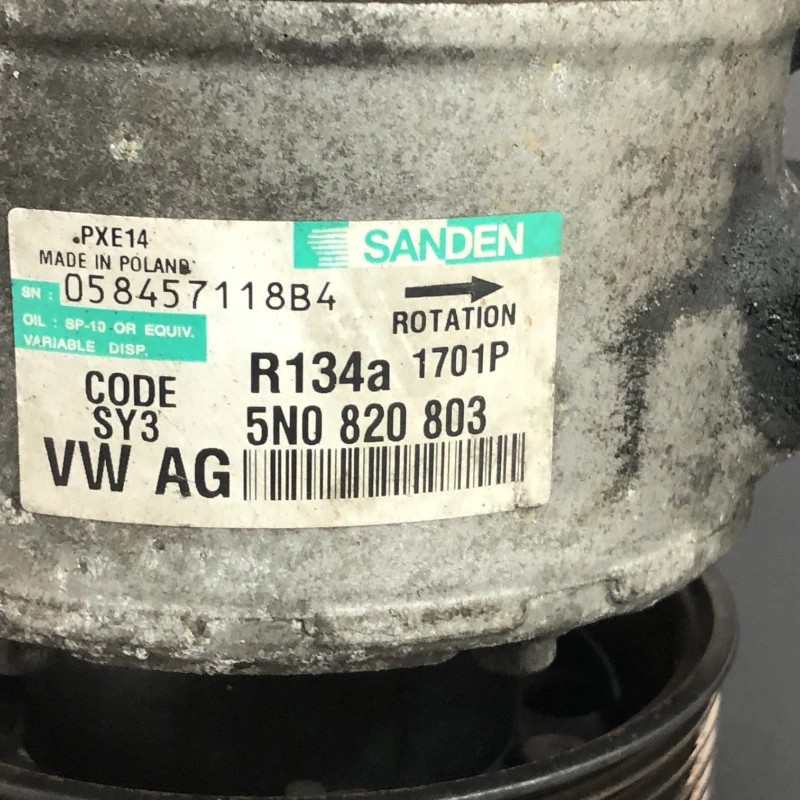 PXE14
MADE IN POLAND
SANDEN
SN : 058457118B4
ROTATION
OIL : SP-10 OR EQUIV.
VARIABLE DISP.
R134a 1701P
CODE
SY3
5N0 820 803
VW AG